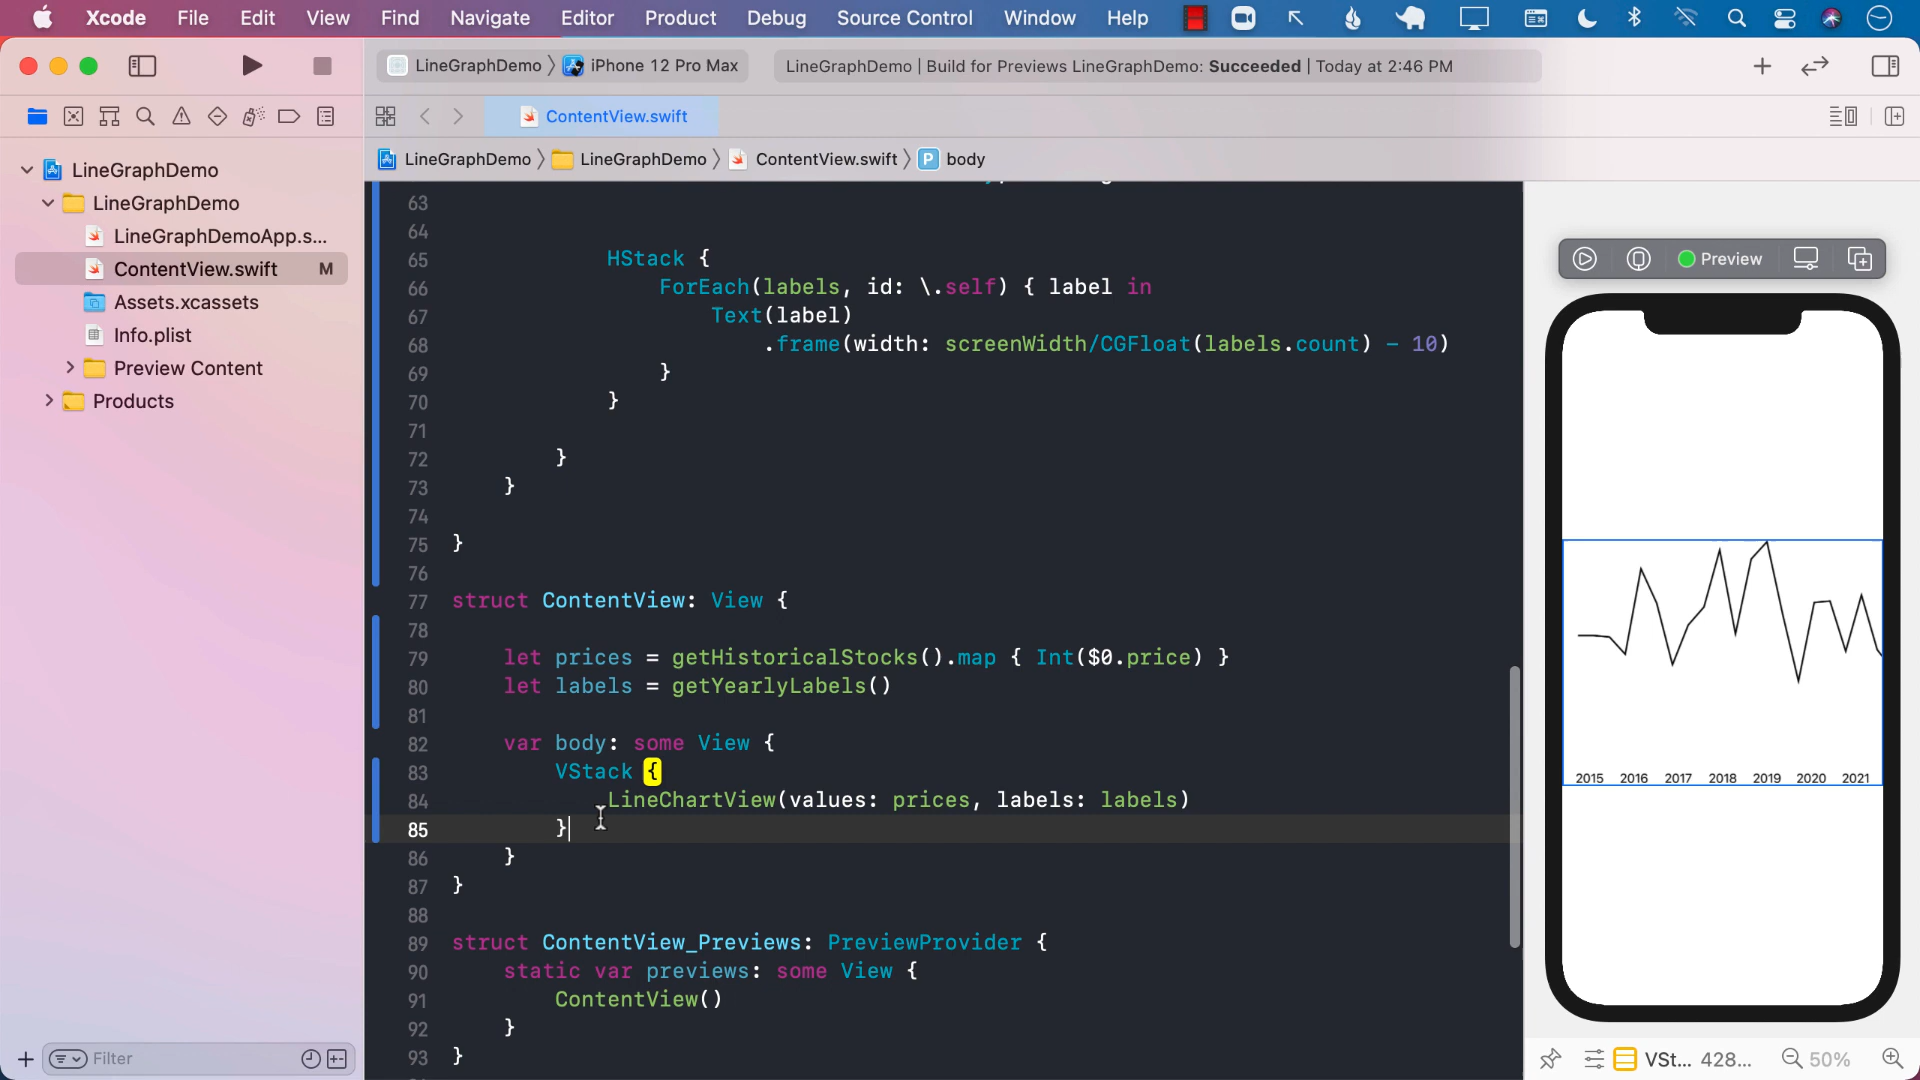 Xcode File Edit View Find Navigate Editor Product Debug Source Control Window Help
LineGraphDemo iPhone 12 Pro Max LineGraphDemo | Build for Previews LineGraphDemo: Succeeded | Today at 2:46 PM
ContentView.swift
LineGraphDemo LineGraphDemo ContentView.swift P body
LineGraphDemo
LineGraphDemo
LineGraphDemoApp.s...
ContentView.swift M
Assets.xcassets
Info.plist
Preview Content
Products
Filter
63
64
65 HStack {
66 ForEach(labels, id: \.self) { label in
67 Text(label)
68 .frame(width: screenWidth/CGFloat(labels.count) - 10)
69 }
70 }
71
72 }
73 }
74
75 }
76
77 struct ContentView: View {
78
79 let prices = getHistoricalStocks().map { Int($0.price) }
80 let labels = getYearlyLabels()
81
82 var body: some View {
83 VStack {
84 LineChartView(values: prices, labels: labels)
85 }
86 }
87 }
88
89 struct ContentView_Previews: PreviewProvider {
90 static var previews: some View {
91 ContentView()
92 }
93 }
Preview
2015 2016 2017 2018 2019 2020 2021
VSt... 428... 50%